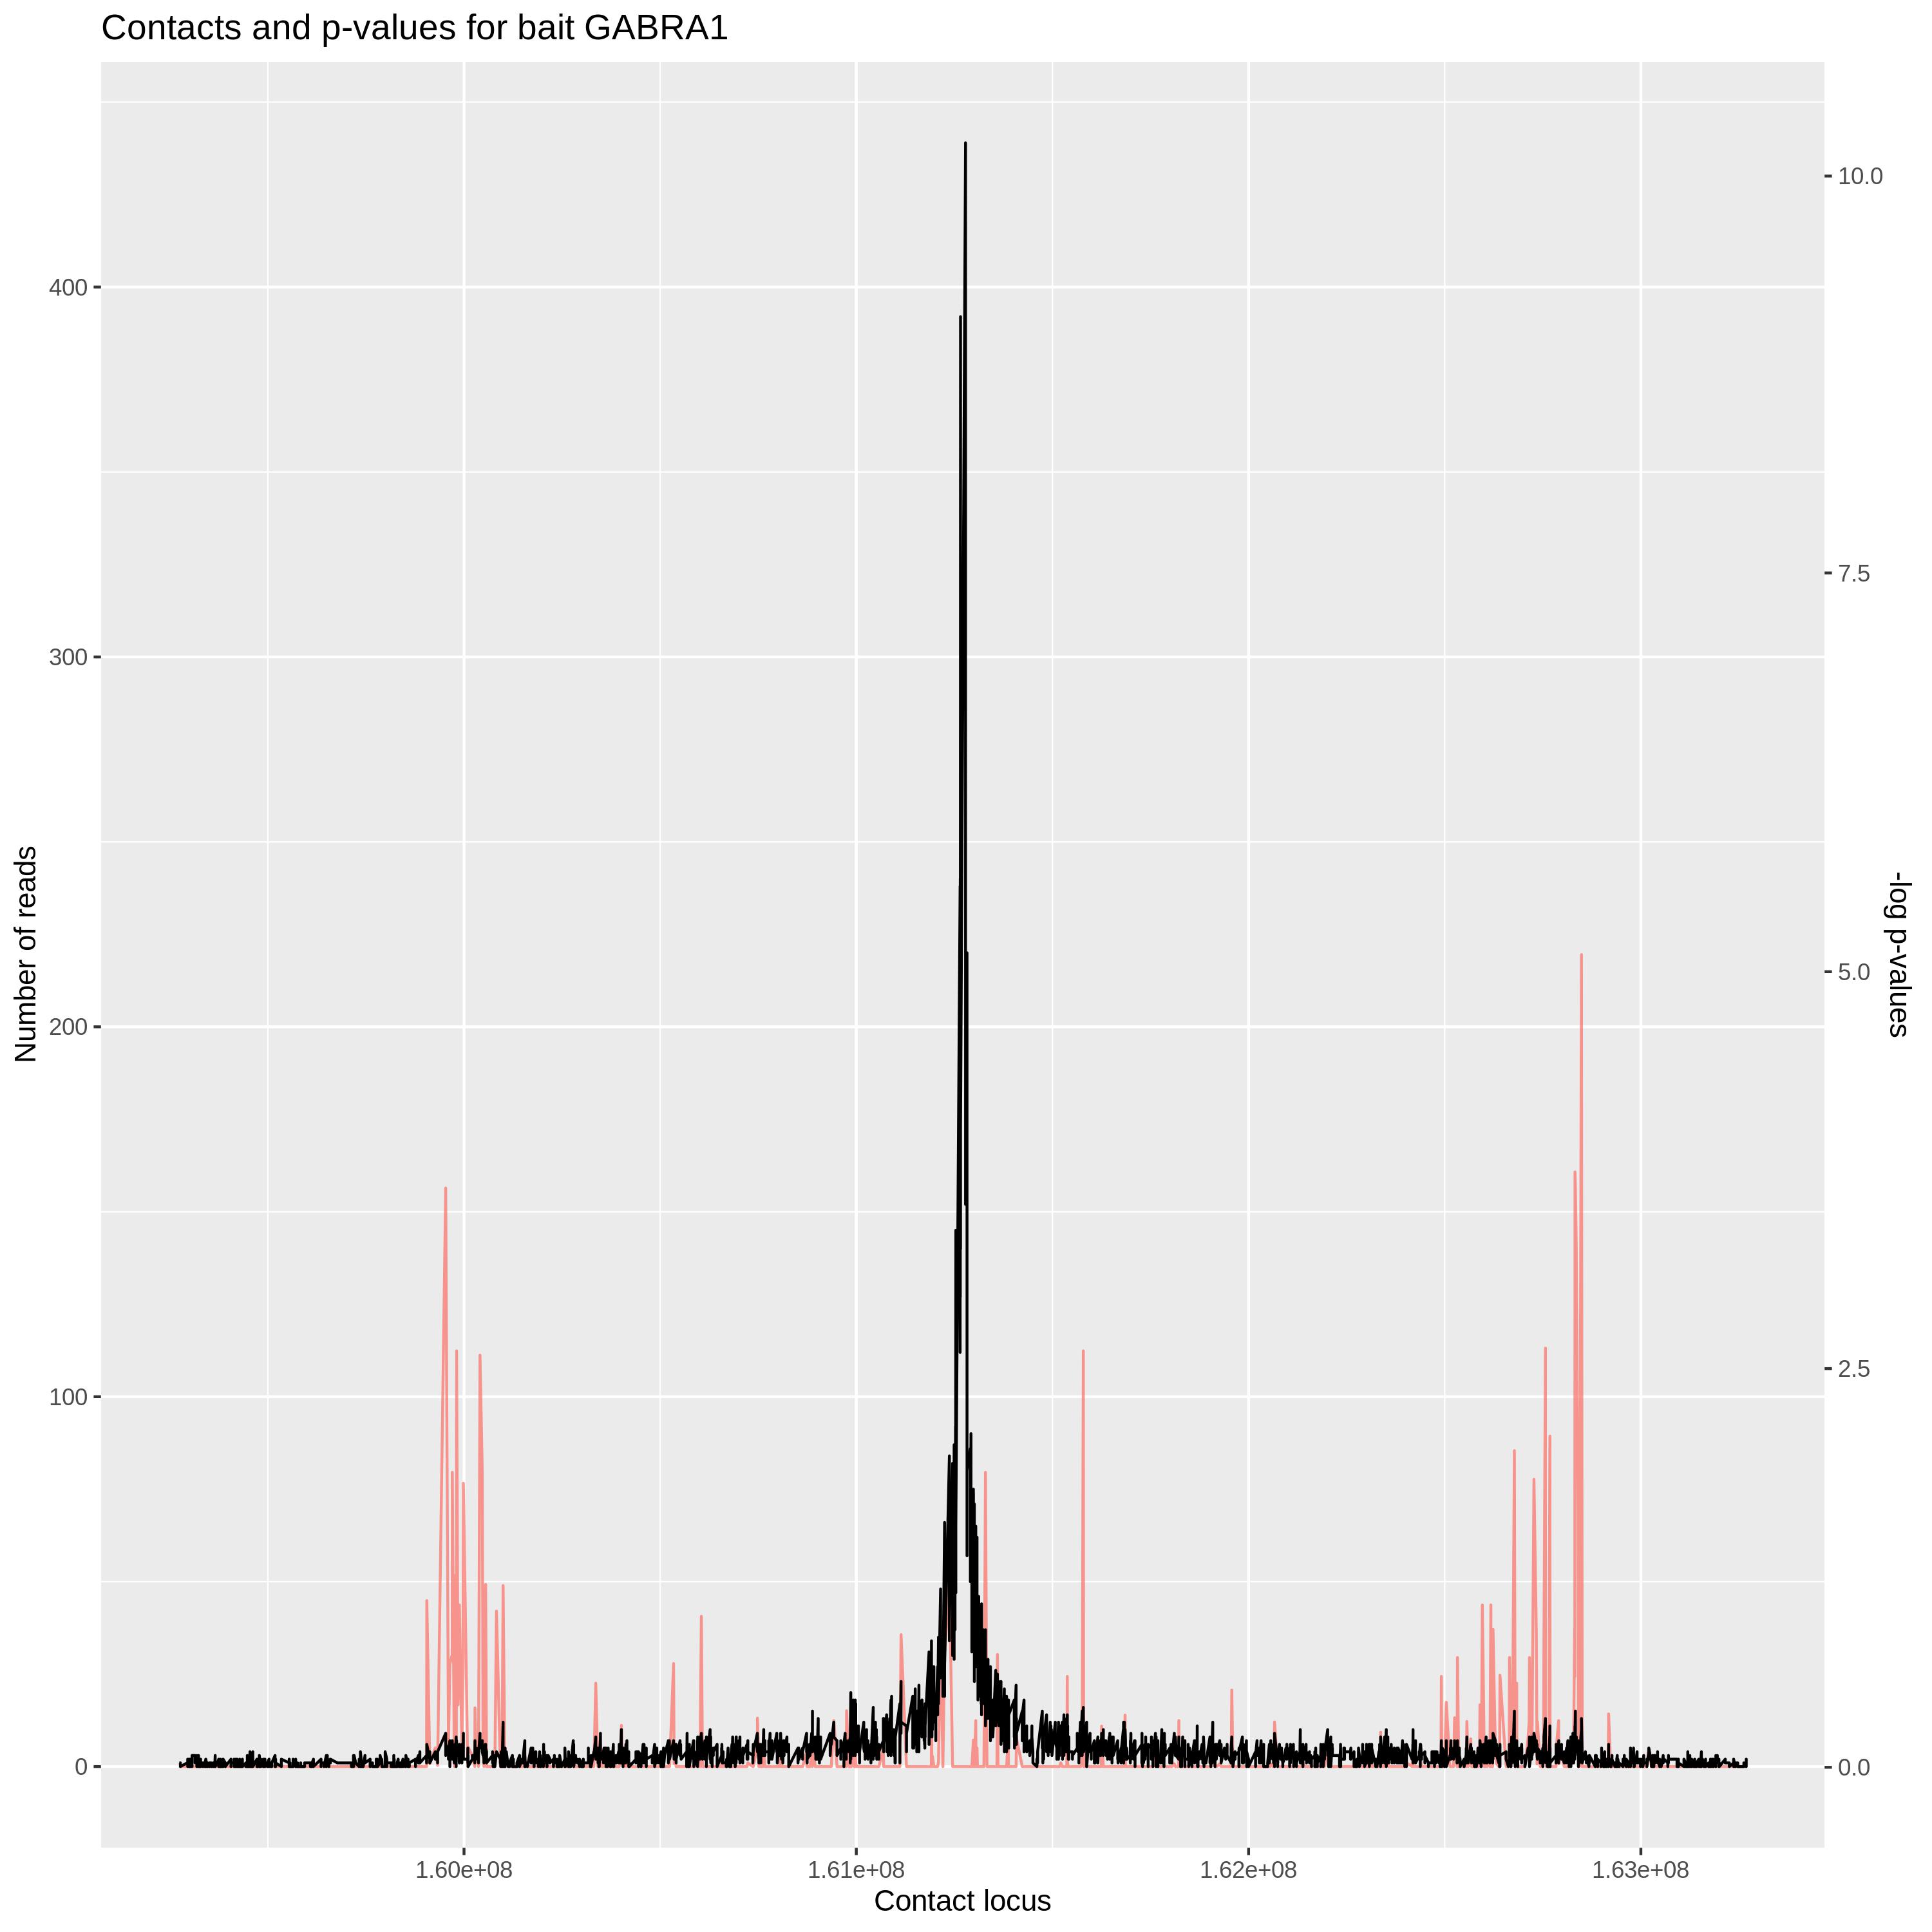 Contacts and p-values for bait GABRA1
Number of reads
400
300
200
100
0
10.0
7.5
5.0
2.5
0.0
-log p-values
1.60e+08 1.61e+08 1.62e+08 1.63e+08
Contact locus